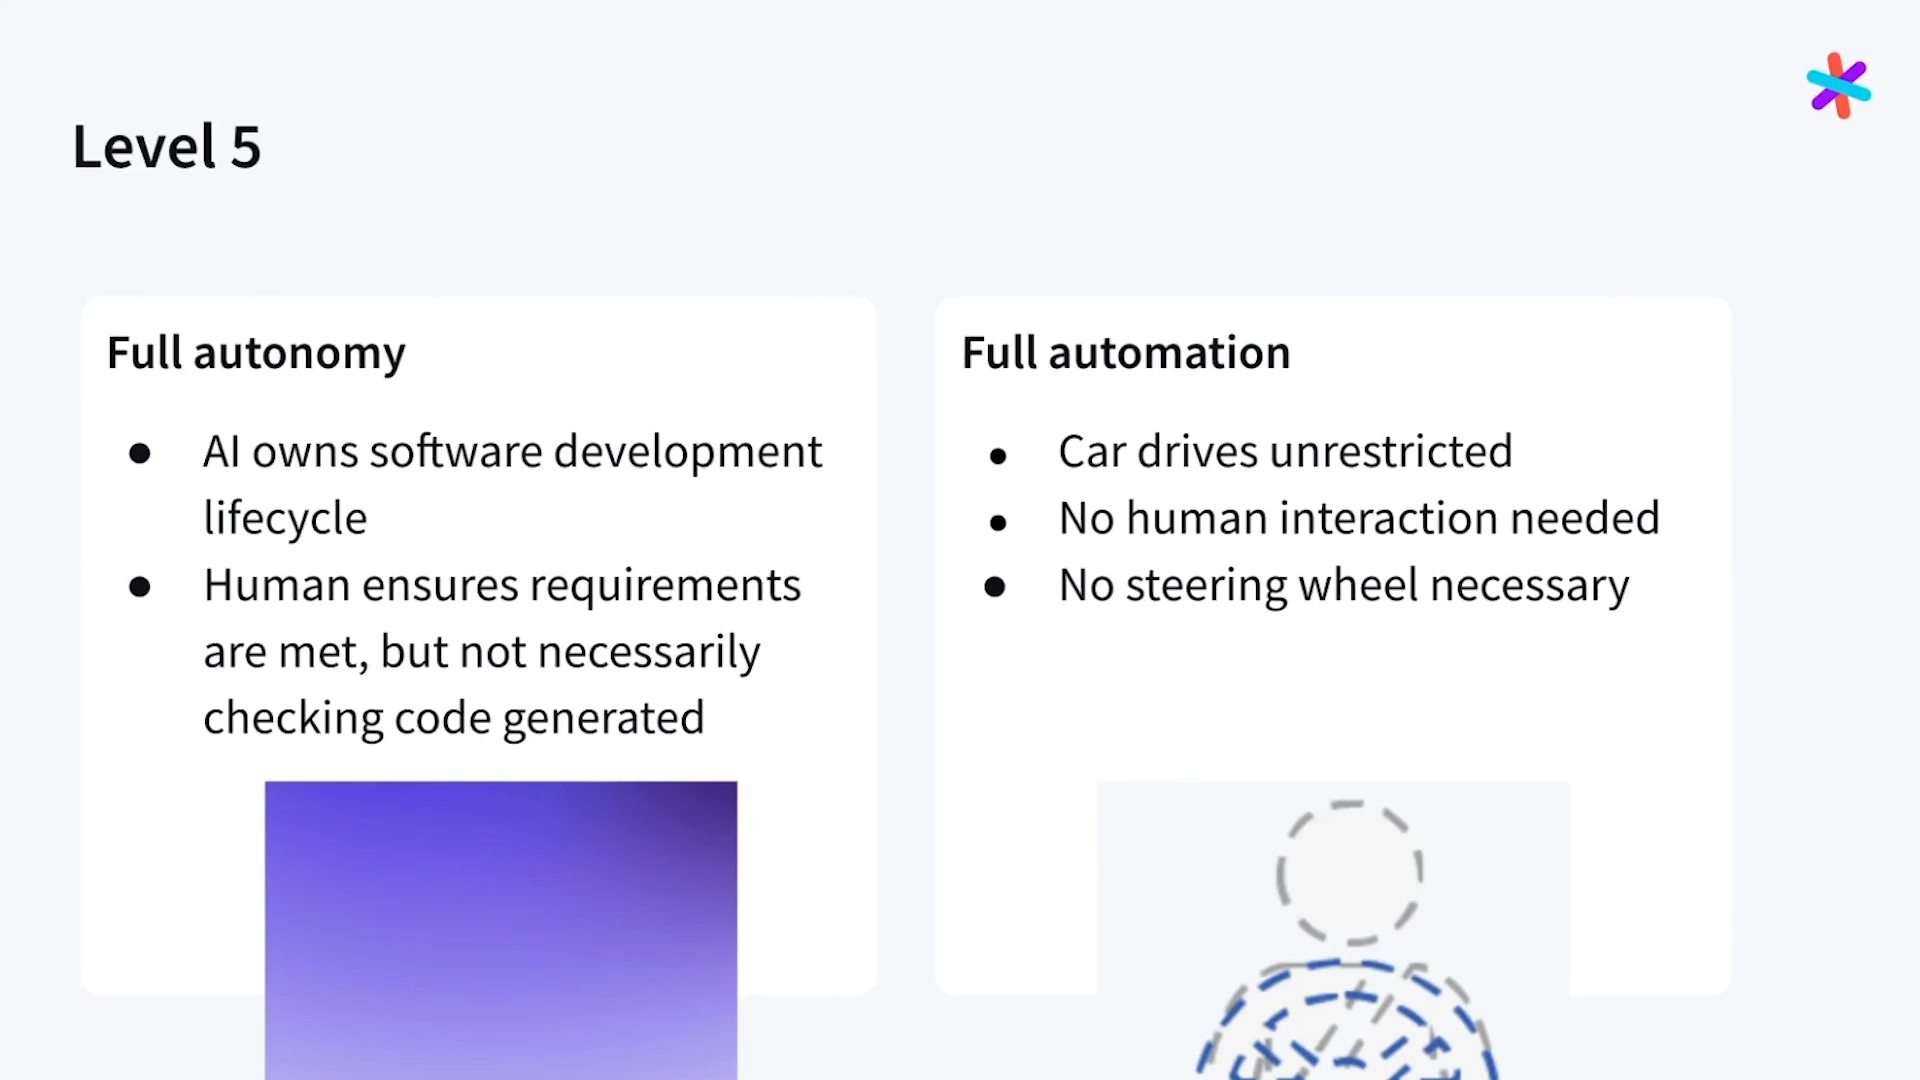 Level 5
Full autonomy
● AI owns software development
lifecycle
● Human ensures requirements
are met, but not necessarily
checking code generated
Full automation
● Car drives unrestricted
● No human interaction needed
● No steering wheel necessary